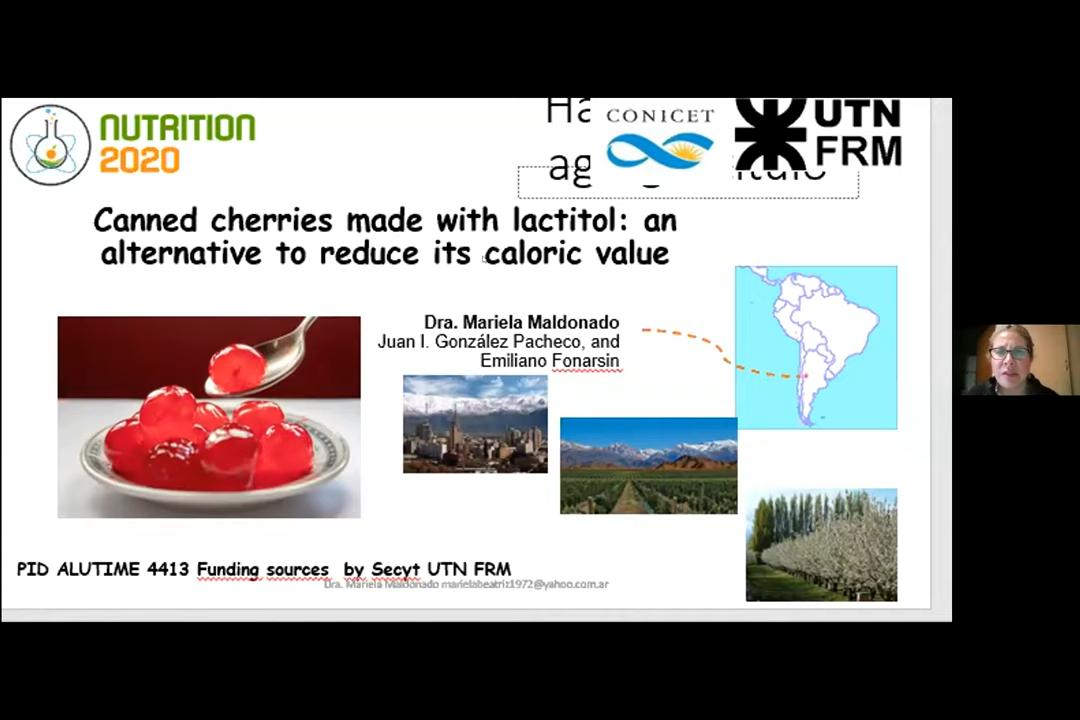 NUTRITION
2020
Ha
CONICET
UTN
FRM
ag
Canned cherries made with lactitol: an
alternative to reduce its caloric value
Dra. Mariela Maldonado
Juan I. González Pacheco, and
Emiliano Fonarsin
PID ALUTIME 4413 Funding sources by Secyt UTN FRM
Dra. Mariela Maldonado marielabeatriz1972@yahoo.com.ar